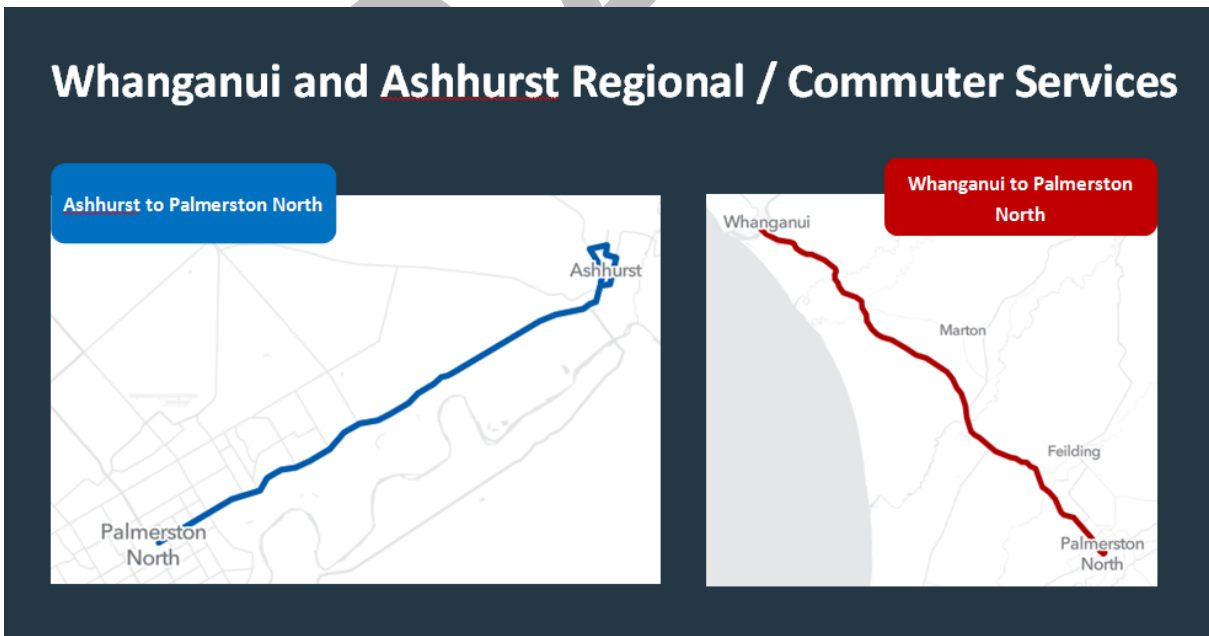 Whanganui and Ashhurst Regional / Commuter Services
Ashhurst to Palmerston North
Ashhurst
Palmerston
North
Whanganui to Palmerston
North
Whanganui
Marton
Feilding
Palmerston
North